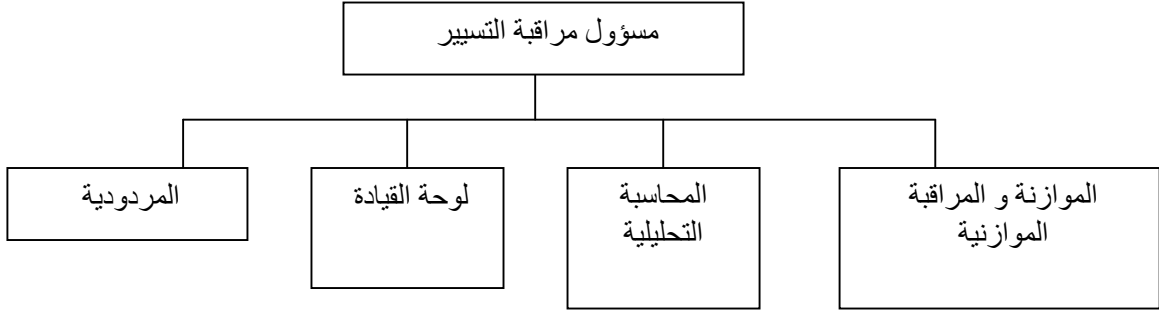 مسؤول مراقبة التسيير
الموازنة و المراقبة
الموازنية
المحاسبة
التحليلية
لوحة القيادة
المردودية